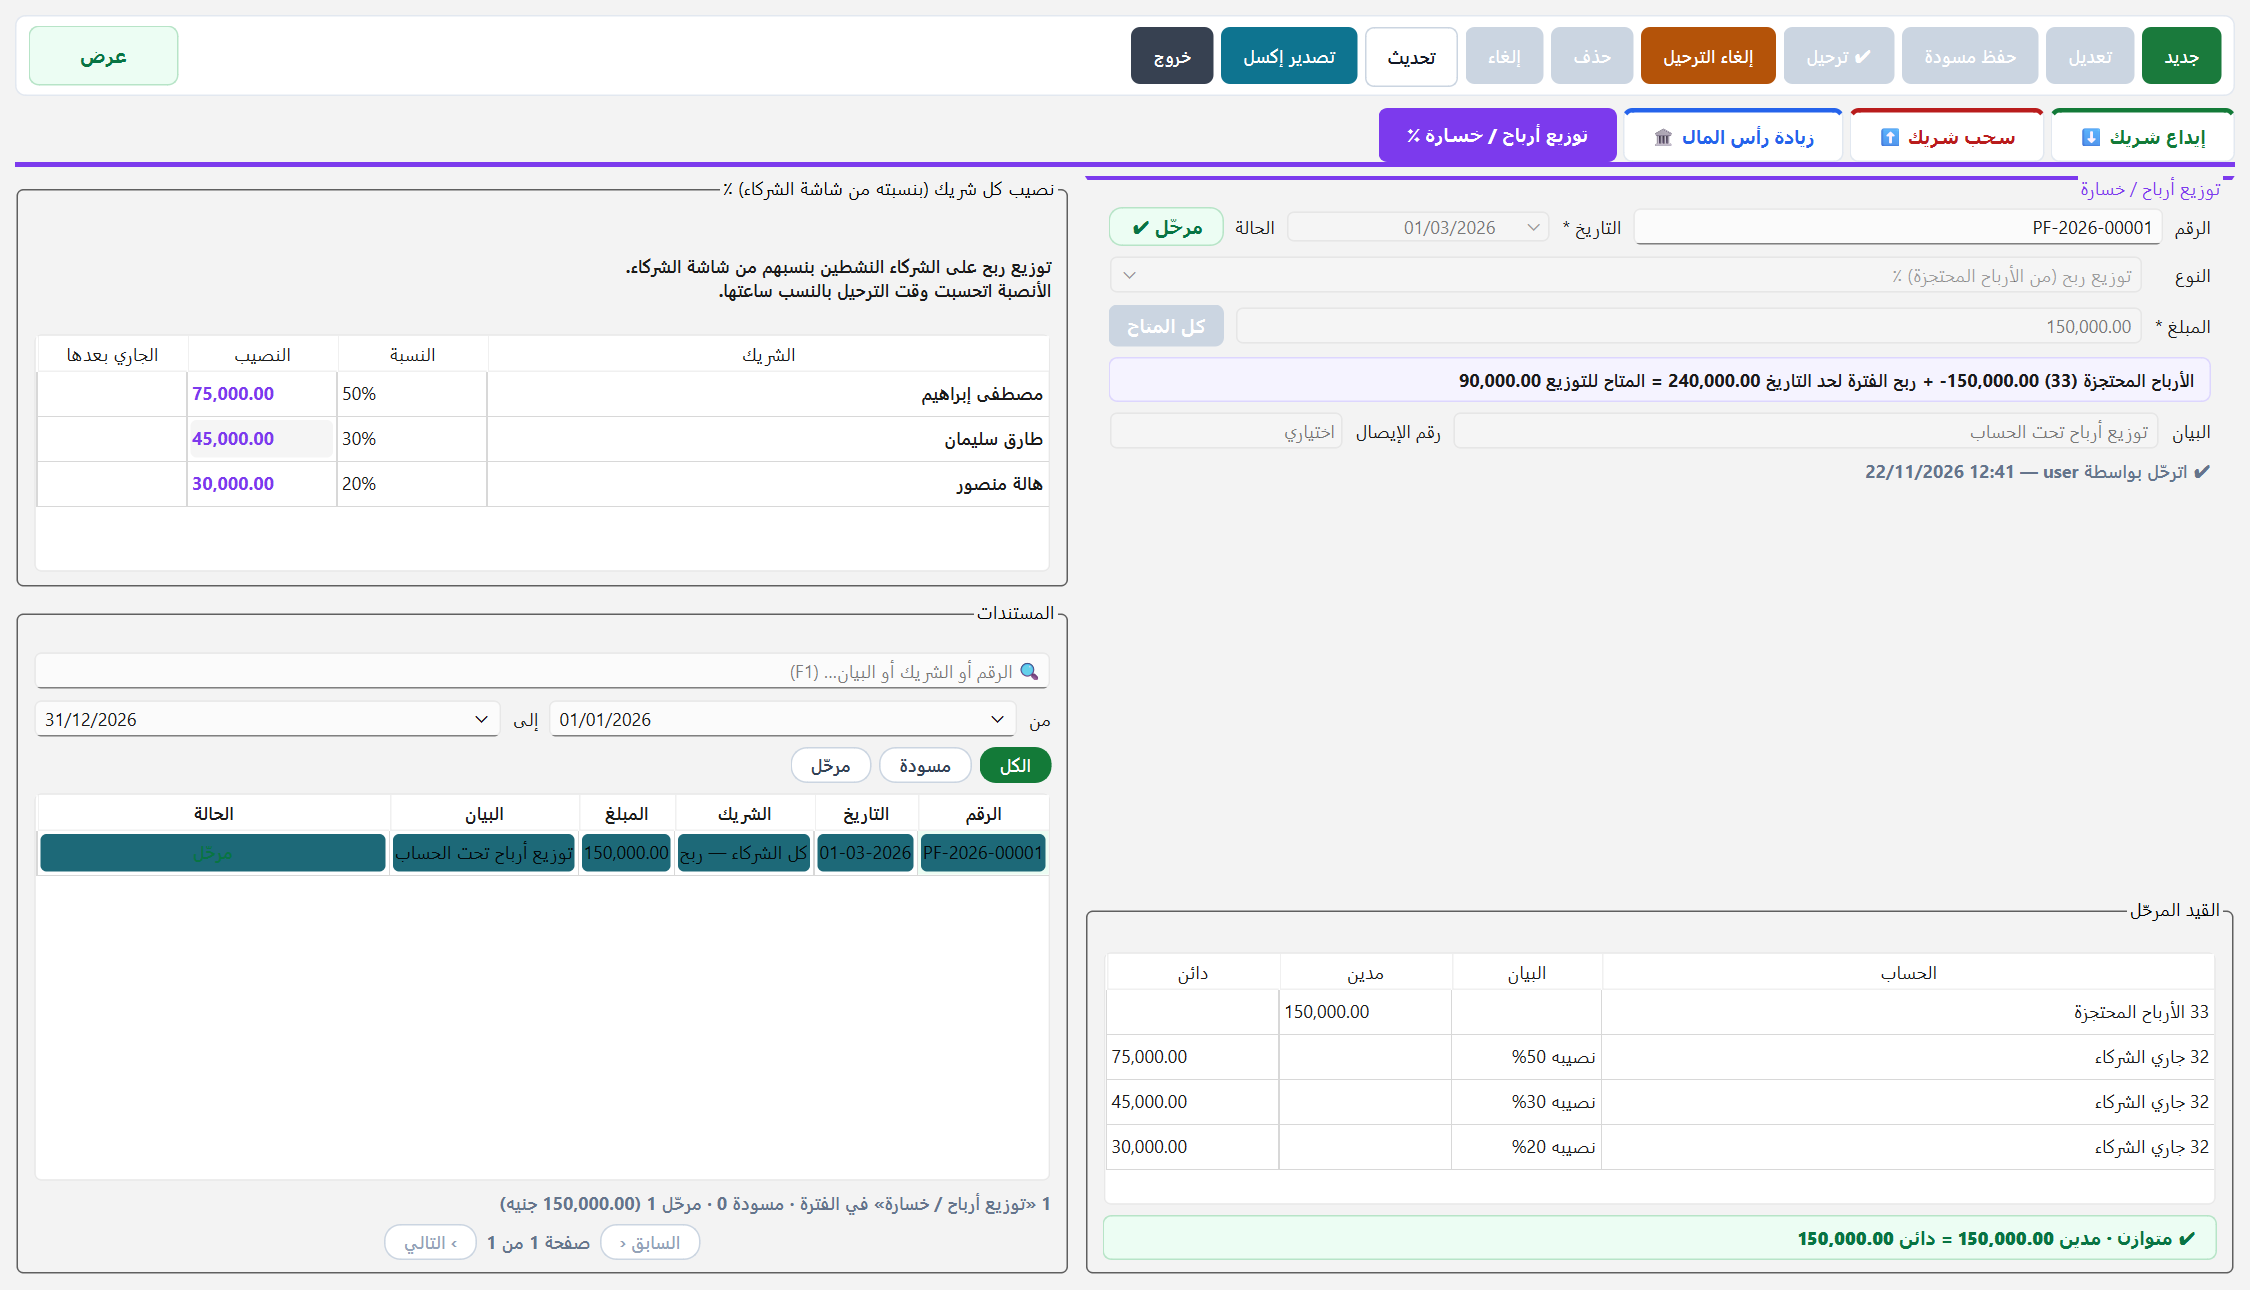 جديد
تعديل
حفظ مسودة
✔ ترحيل
إلغاء الترحيل
حذف
إلغاء
تحديث
تصدير إكسل
خروج
عرض
إيداع شريك ⬇
سحب شريك ⬆
زيادة رأس المال 🏛
توزيع أرباح / خسارة ٪
توزيع أرباح / خسارة
الرقم PF-2026-00001 التاريخ * 01/03/2026 الحالة مرحّل ✔
النوع توزيع ربح (من الأرباح المحتجزة) ٪
المبلغ * 150,000.00 كل المتاح
الأرباح المحتجزة (33) 150,000.00- + ربح الفترة لحد التاريخ 240,000.00 = المتاح للتوزيع 90,000.00
البيان توزيع أرباح تحت الحساب رقم الإيصال اختياري
✔ اترحّل بواسطة user — 22/11/2026 12:41
القيد المرحّل
الحساب البيان مدين دائن
33 الأرباح المحتجزة 150,000.00
32 جاري الشركاء نصيبه 50% 75,000.00
32 جاري الشركاء نصيبه 30% 45,000.00
32 جاري الشركاء نصيبه 20% 30,000.00
✔ متوازن · مدين 150,000.00 = دائن 150,000.00
نصيب كل شريك (بنسبته من شاشة الشركاء) ٪
توزيع ربح على الشركاء النشطين بنسبهم من شاشة الشركاء.
الأنصبة اتحسبت وقت الترحيل بالنسب ساعتها.
الشريك النسبة النصيب الجاري بعدها
مصطفى إبراهيم 50% 75,000.00
طارق سليمان 30% 45,000.00
هالة منصور 20% 30,000.00
المستندات
🔍 الرقم أو الشريك أو البيان... (F1)
من 01/01/2026 إلى 31/12/2026
الكل مسودة مرحّل
الرقم التاريخ الشريك المبلغ البيان الحالة
PF-2026-00001 01-03-2026 كل الشركاء — ربح 150,000.00 توزيع أرباح تحت الحساب مرحّل
1 «توزيع أرباح / خسارة» في الفترة · مسودة 0 · مرحّل 1 (150,000.00 جنيه)
السابق ‹ صفحة 1 من 1 › التالي